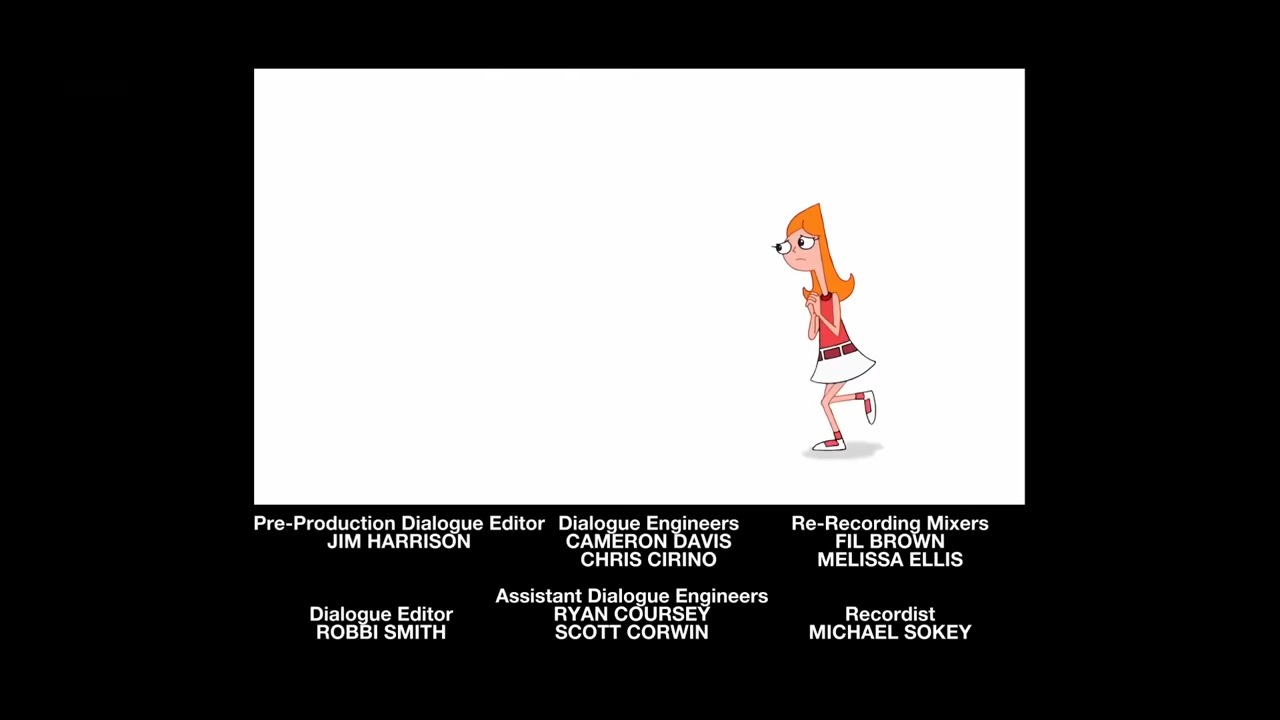 Pre-Production Dialogue Editor
JIM HARRISON
Dialogue Engineers
CAMERON DAVIS
CHRIS CIRINO
Re-Recording Mixers
FIL BROWN
MELISSA ELLIS
Dialogue Editor
ROBBI SMITH
Assistant Dialogue Engineers
RYAN COURSEY
SCOTT CORWIN
Recordist
MICHAEL SOKEY